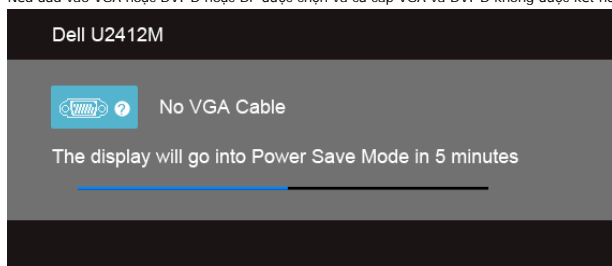 Dell U2412M
No VGA Cable
The display will go into Power Save Mode in 5 minutes